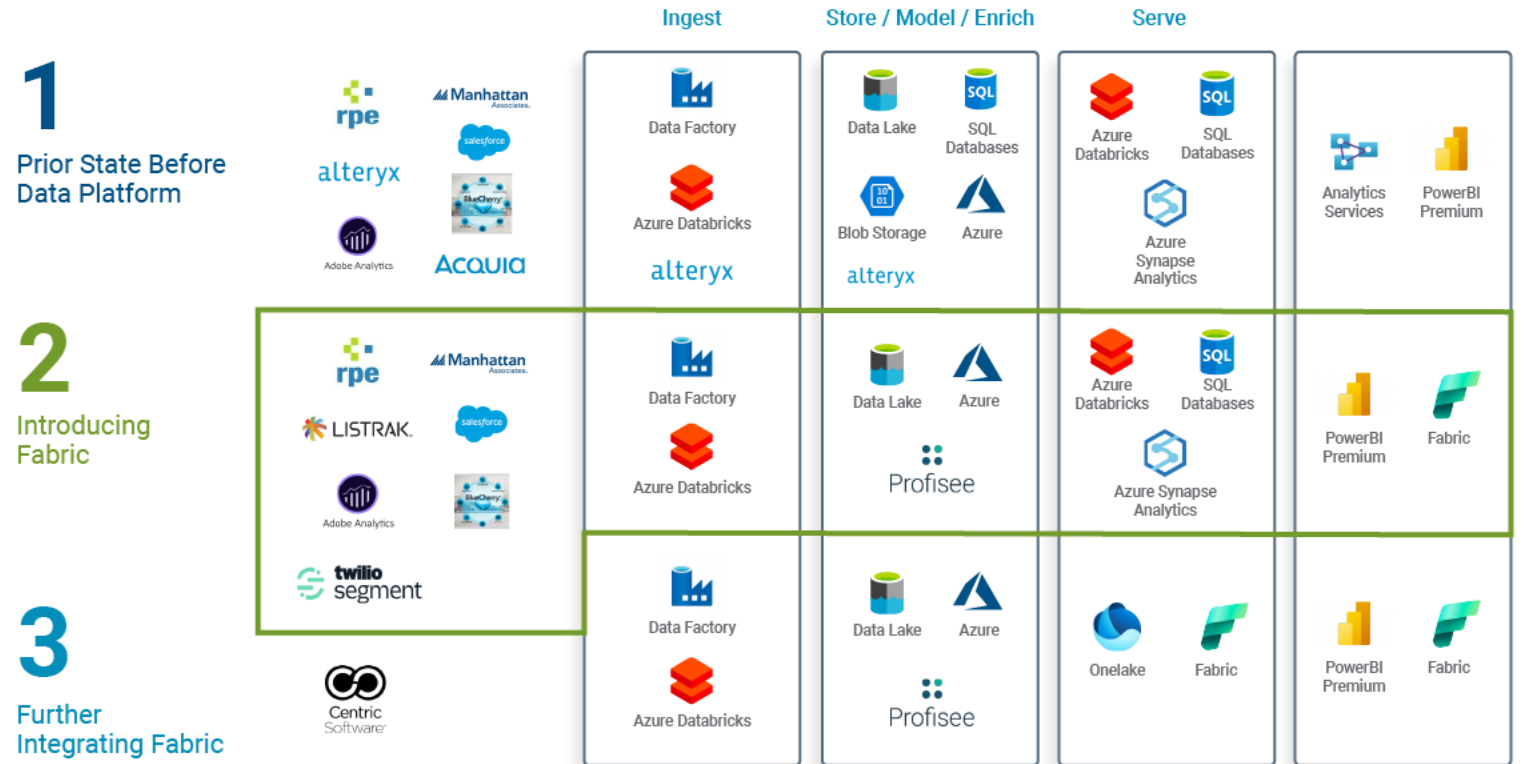 Ingest
Store / Model / Enrich
Serve
1
Prior State Before
Data Platform
rpe
Manhattan
Associates.
salesforce
alteryx
BlueCherry
Adobe Analytics
ACQUIA
Data Factory
Azure Databricks
alteryx
Data Lake
SQL
SQL
Databases
10
01
Blob Storage
Azure
alteryx
Azure
Databricks
SQL
SQL
Databases
Azure
Synapse
Analytics
Analytics
Services
PowerBI
Premium
2
Introducing
Fabric
rpe
Manhattan
Associates.
LISTRAK.
salesforce
Adobe Analytics
BlueCherry
twilio
segment
Data Factory
Azure Databricks
Data Lake
Azure
Profisee
Azure
Databricks
SQL
SQL
Databases
Azure Synapse
Analytics
PowerBI
Premium
Fabric
3
Further
Integrating Fabric
Centric
Software
Data Factory
Azure Databricks
Data Lake
Azure
Profisee
Onelake
Fabric
PowerBI
Premium
Fabric